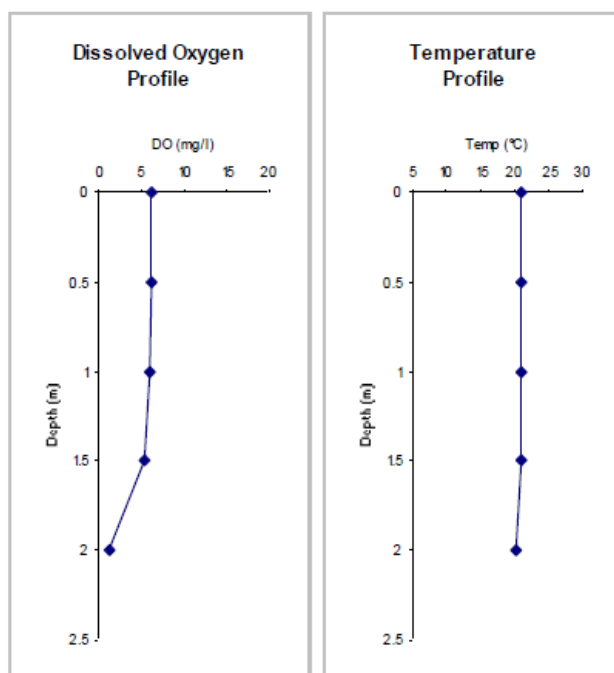 Dissolved Oxygen
Profile
DO (mg/l)
0 5 10 15 20
0
0.5
1
1.5
2
2.5
Depth (m)
Temperature
Profile
Temp (ºC)
5 10 15 20 25 30
0
0.5
1
1.5
2
2.5
Depth (m)